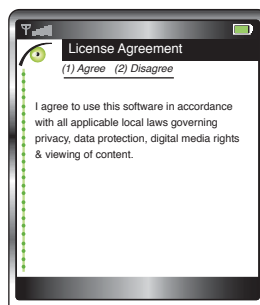 License Agreement
(1) Agree (2) Disagree
I agree to use this software in accordance
with all applicable local laws governing
privacy, data protection, digital media rights
& viewing of content.